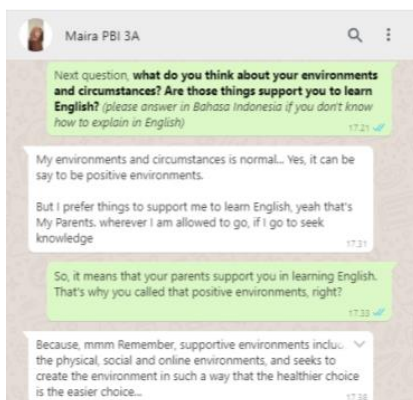 Maira PBI 3A
Next question, what do you think about your environments
and circumstances? Are those things support you to learn
English? (please answer in Bahasa Indonesia if you don't know
how to explain in English)
17.21
My environments and circumstances is normal... Yes, it can be
say to be positive environments.
But I prefer things to support me to learn English, yeah that's
My Parents. wherever I am allowed to go, if I go to seek
knowledge
17.31
So, it means that your parents support you in learning English.
That's why you called that positive environments, right?
17.33
Because, mmm Remember, supportive environments includ
the physical, social and online environments, and seeks to
create the environment in such a way that the healthier choice
is the easier choice...
17.38